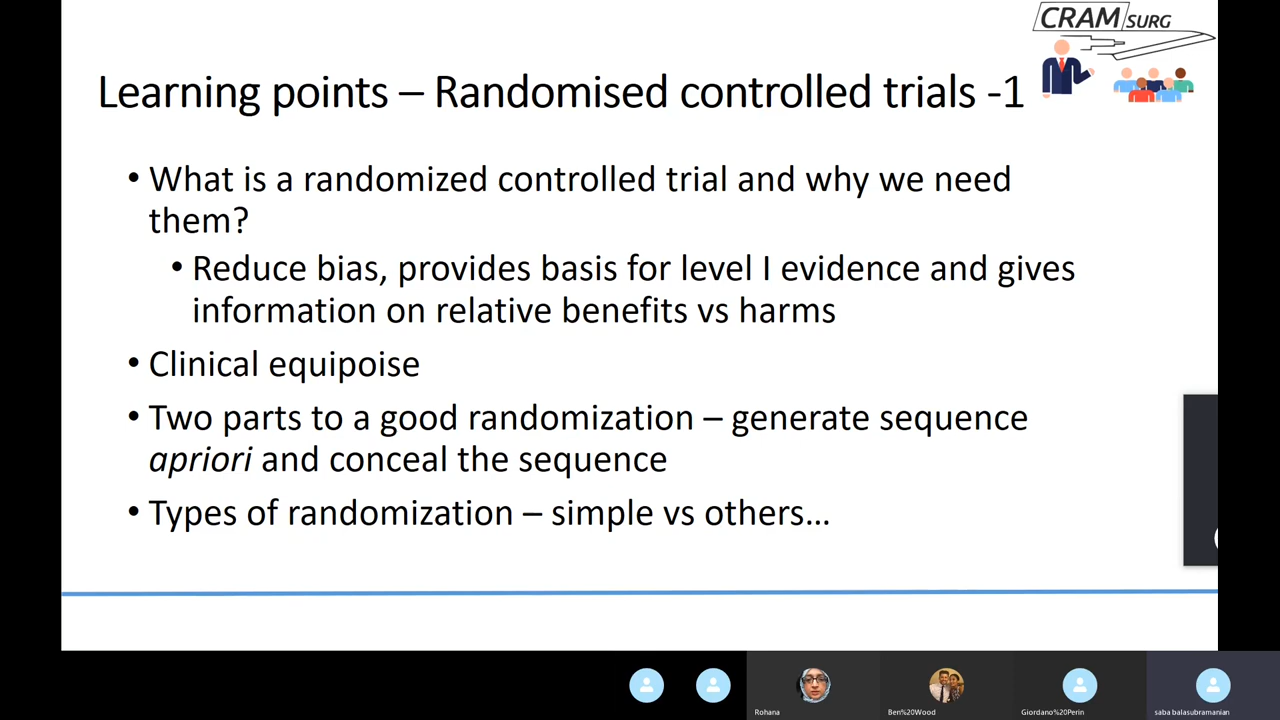 CRAM SURG
Learning points – Randomised controlled trials -1
• What is a randomized controlled trial and why we need
them?
• Reduce bias, provides basis for level I evidence and gives
information on relative benefits vs harms
• Clinical equipoise
• Two parts to a good randomization – generate sequence
apriori and conceal the sequence
• Types of randomization – simple vs others...
Rohana
Ben%20Wood
Giordano%20Perin
saba balasubramanian